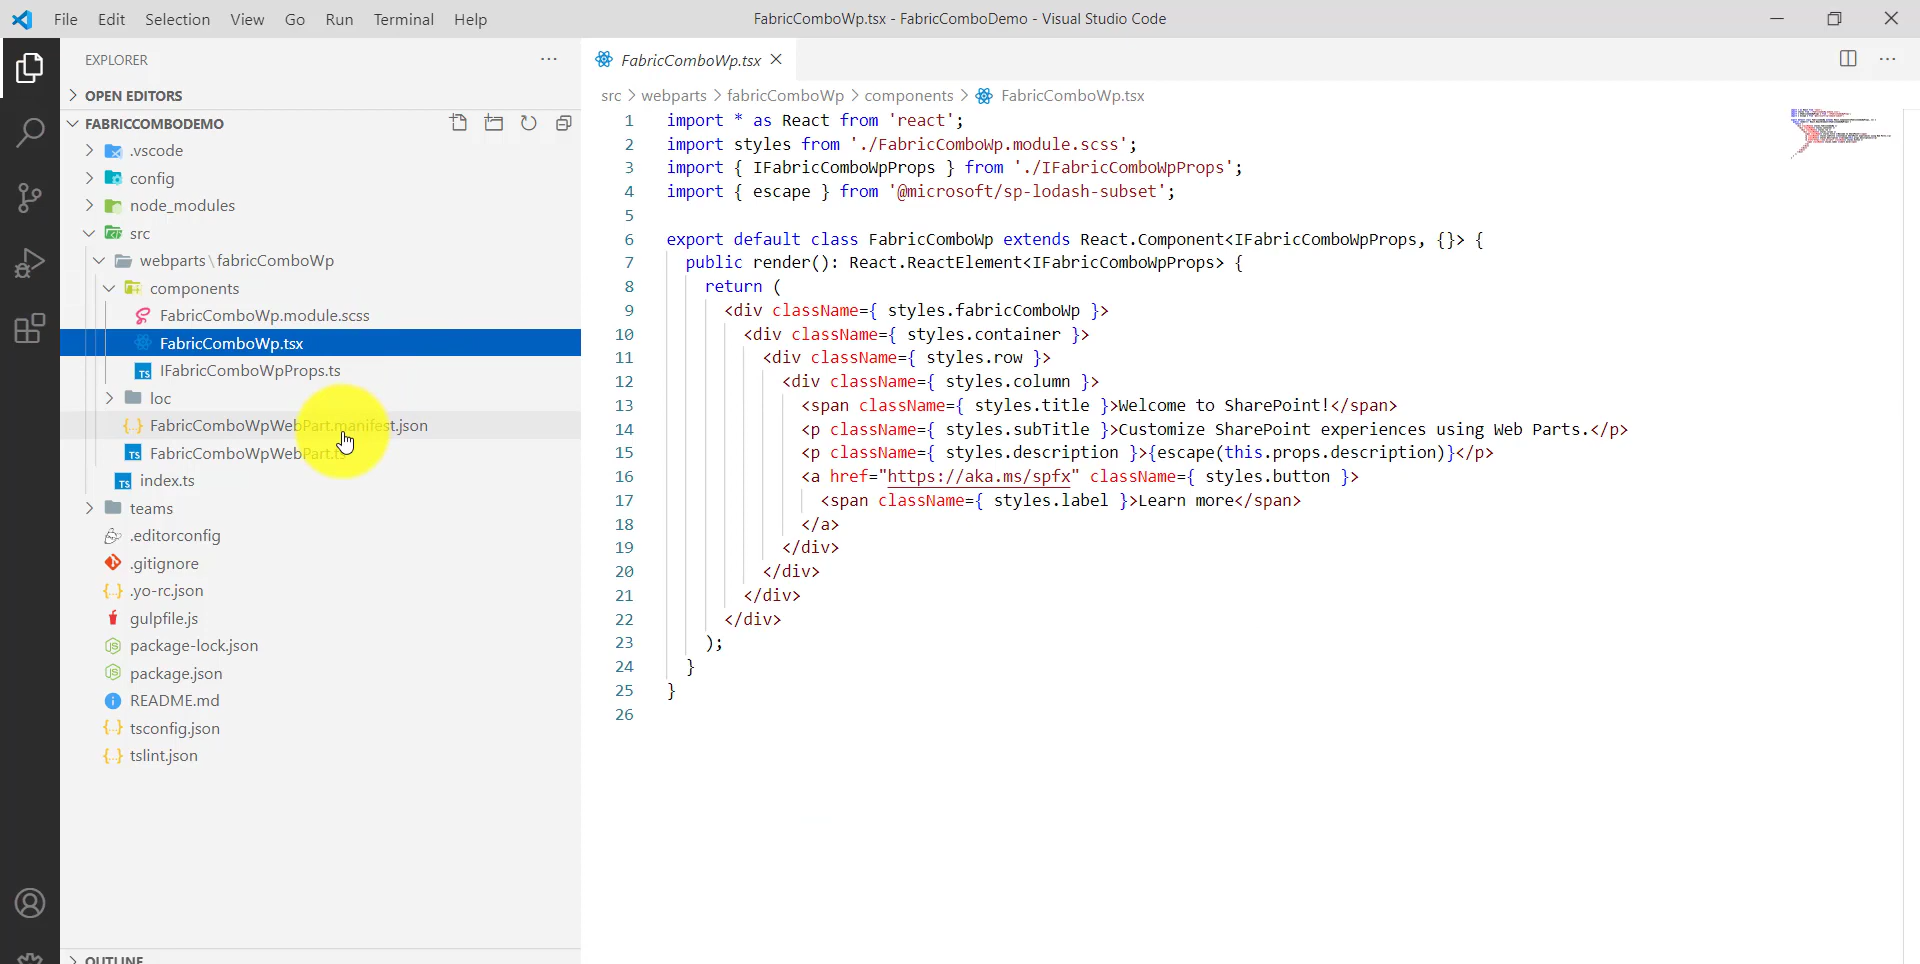 File Edit Selection View Go Run Terminal Help
FabricComboWp.tsx - FabricComboDemo - Visual Studio Code
EXPLORER
OPEN EDITORS
FABRICCOMBODEMO
.vscode
config
node_modules
src
webparts \ fabricComboWp
components
FabricComboWp.module.scss
FabricComboWp.tsx
IFabricComboWpProps.ts
loc
FabricComboWpWebPart.manifest.json
FabricComboWpWebPart.ts
index.ts
teams
.editorconfig
.gitignore
.yo-rc.json
gulpfile.js
package-lock.json
package.json
README.md
tsconfig.json
tslint.json
OUTLINE
FabricComboWp.tsx
src > webparts > fabricComboWp > components > FabricComboWp.tsx
1 import * as React from 'react';
2 import styles from './FabricComboWp.module.scss';
3 import { IFabricComboWpProps } from './IFabricComboWpProps';
4 import { escape } from '@microsoft/sp-lodash-subset';
5
6 export default class FabricComboWp extends React.Component<IFabricComboWpProps, {}> {
7 public render(): React.ReactElement<IFabricComboWpProps> {
8 return (
9 <div className={ styles.fabricComboWp }>
10 <div className={ styles.container }>
11 <div className={ styles.row }>
12 <div className={ styles.column }>
13 <span className={ styles.title }>Welcome to SharePoint!</span>
14 <p className={ styles.subTitle }>Customize SharePoint experiences using Web Parts.</p>
15 <p className={ styles.description }>{escape(this.props.description)}</p>
16 <a href="https://aka.ms/spfx" className={ styles.button }>
17 <span className={ styles.label }>Learn more</span>
18 </a>
19 </div>
20 </div>
21 </div>
22 </div>
23 );
24 }
25 }
26